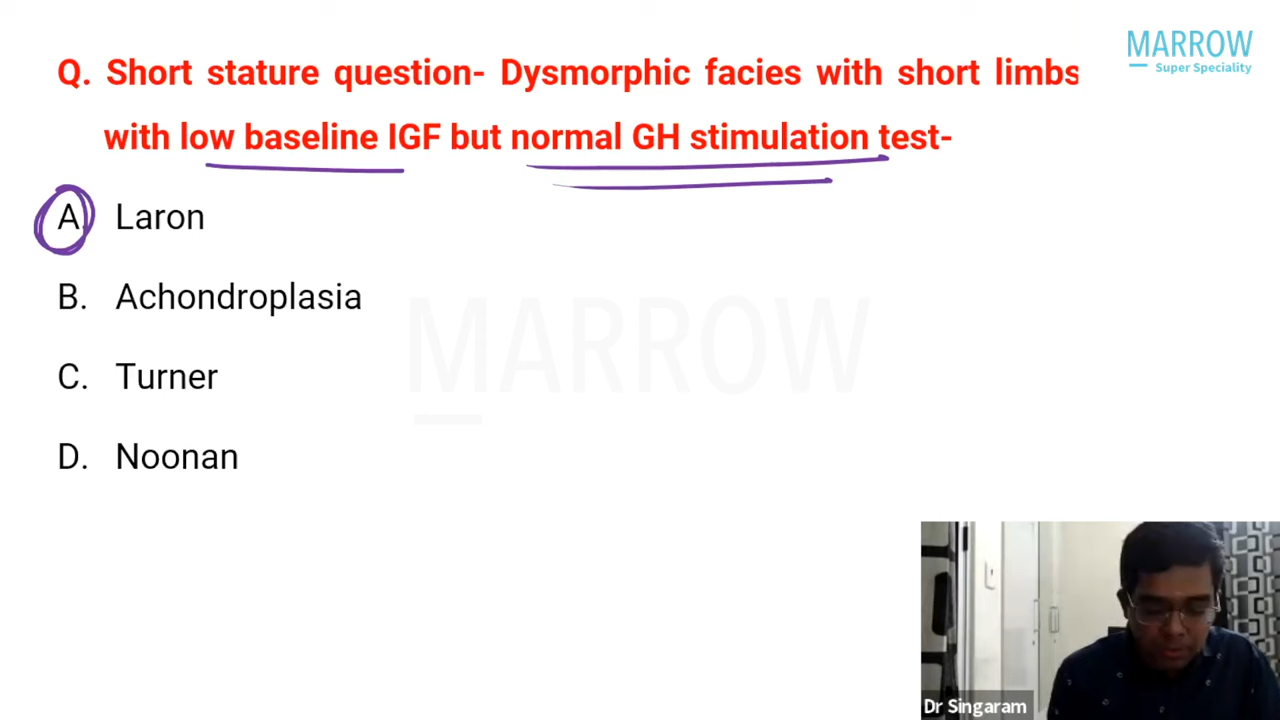 MARROW
Super Speciality
Q. Short stature question- Dysmorphic facies with short limbs
with low baseline IGF but normal GH stimulation test-
A. Laron
B. Achondroplasia
C. Turner
D. Noonan
MARROW
Dr Singaram